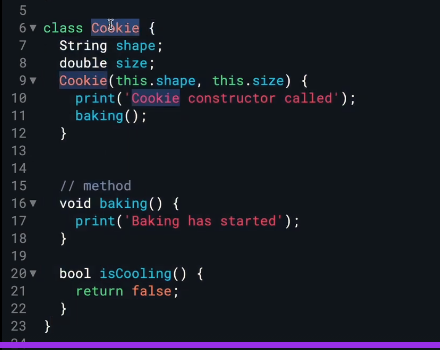 5
6 class Cookie {
7   String shape;
8   double size;
9   Cookie(this.shape, this.size) {
10     print('Cookie constructor called');
11     baking();
12   }
13
14
15   // method
16   void baking() {
17     print('Baking has started');
18   }
19
20   bool isCooling() {
21     return false;
22   }
23 }